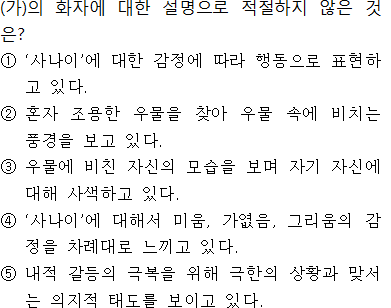 (가)의 화자에 대한 설명으로 적절하지 않은 것
은?
① ‘사나이’에 대한 감정에 따라 행동으로 표현하
고 있다.
② 혼자 조용한 우물을 찾아 우물 속에 비치는
풍경을 보고 있다.
③ 우물에 비친 자신의 모습을 보며 자기 자신에
대해 사색하고 있다.
④ ‘사나이’에 대해서 미움, 가엾음, 그리움의 감
정을 차례대로 느끼고 있다.
⑤ 내적 갈등의 극복을 위해 극한의 상황과 맞서
는 의지적 태도를 보이고 있다.